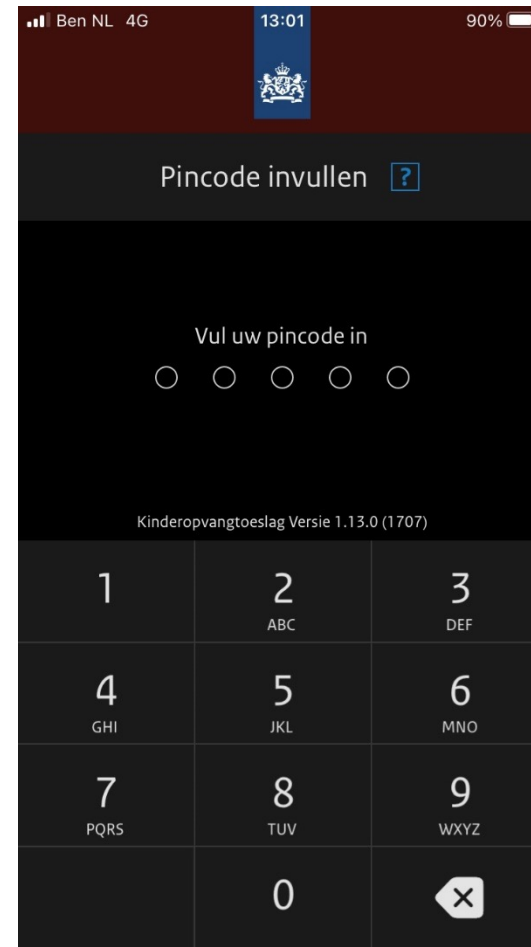 Ben NL 4G 13:01 90%
Pincode invullen ?
Vul uw pincode in
Kinderopvangtoeslag Versie 1.13.0 (1707)
1 2 3
ABC DEF
4 5 6
GHI JKL MNO
7 8 9
PQRS TUV WXYZ
0